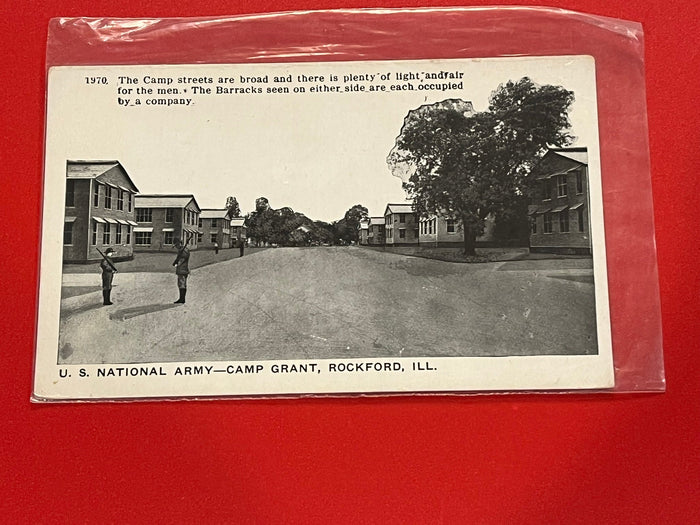 1970. The Camp streets are broad and there is plenty of light and air
for the men. The Barracks seen on either side are each occupied
by a company.
U. S. NATIONAL ARMY—CAMP GRANT, ROCKFORD, ILL.